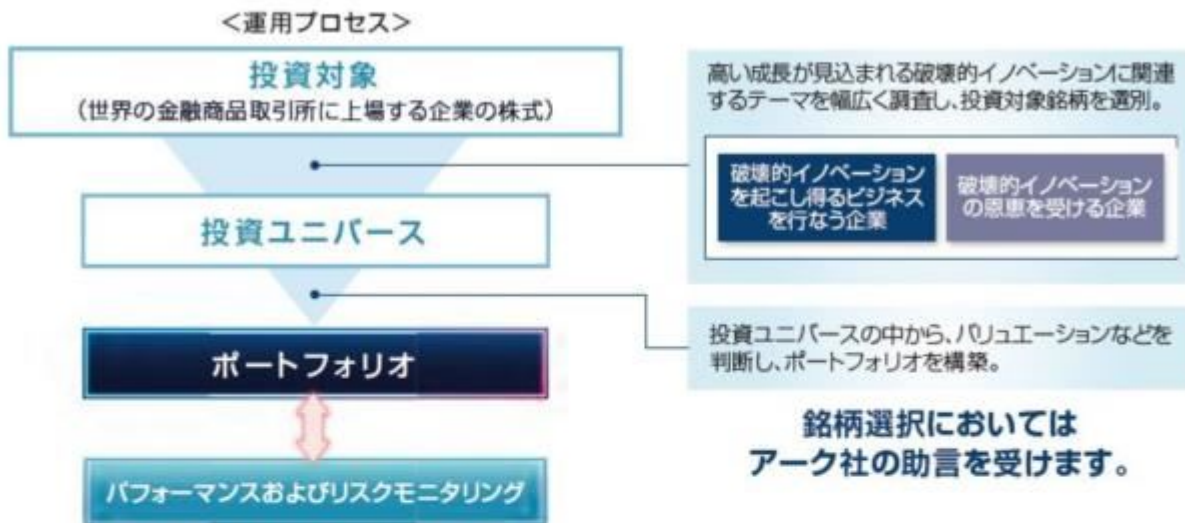 ＜運用プロセス＞
投資対象
（世界の金融商品取引所に上場する企業の株式）
投資ユニバース
ポートフォリオ
パフォーマンスおよびリスクモニタリング
高い成長が見込まれる破壊的イノベーションに関連
するテーマを幅広く調査し、投資対象銘柄を選別。
破壊的イノベーション
を起こし得るビジネス
を行なう企業
破壊的イノベーション
の恩恵を受ける企業
投資ユニバースの中から、バリュエーションなどを
判断し、ポートフォリオを構築。
銘柄選択においては
アーク社の助言を受けます。